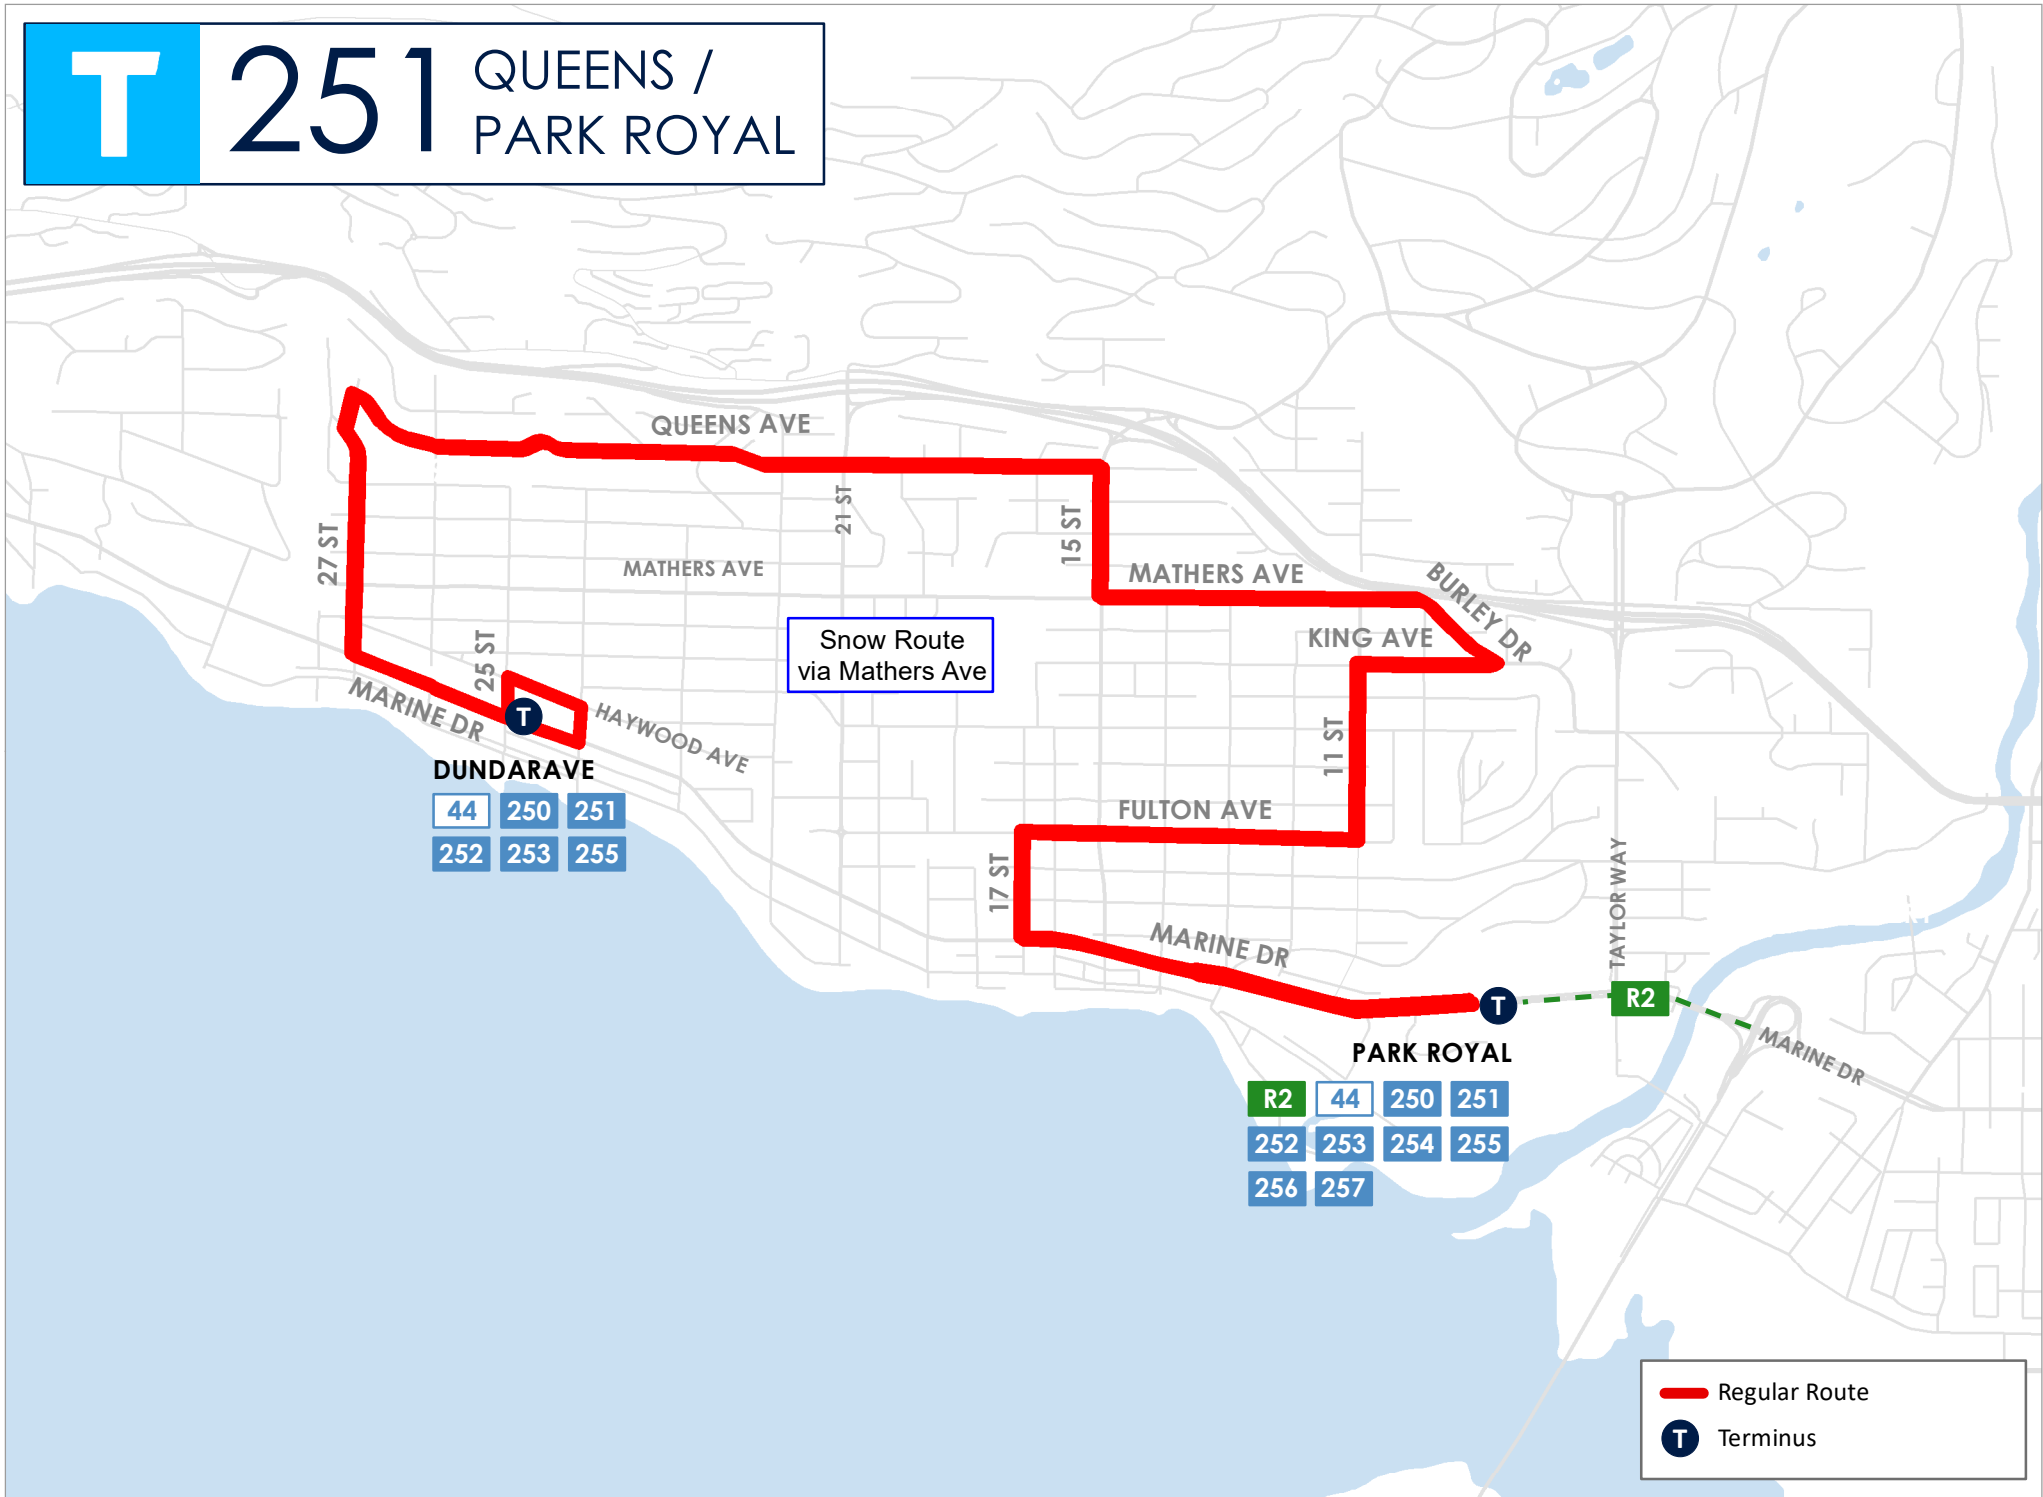 T 251 QUEENS /
PARK ROYAL
QUEENS AVE
21 ST
15 ST
27 ST
MATHERS AVE
MATHERS AVE
BURLEY DR
KING AVE
Snow Route
via Mathers Ave
25 ST
MARINE DR
T
HAYWOOD AVE
11 ST
DUNDARAVE
44 250 251
252 253 255
FULTON AVE
17 ST
TAYLOR WAY
MARINE DR
T
R2
MARINE DR
PARK ROYAL
R2 44 250 251
252 253 254 255
256 257
Regular Route
T Terminus